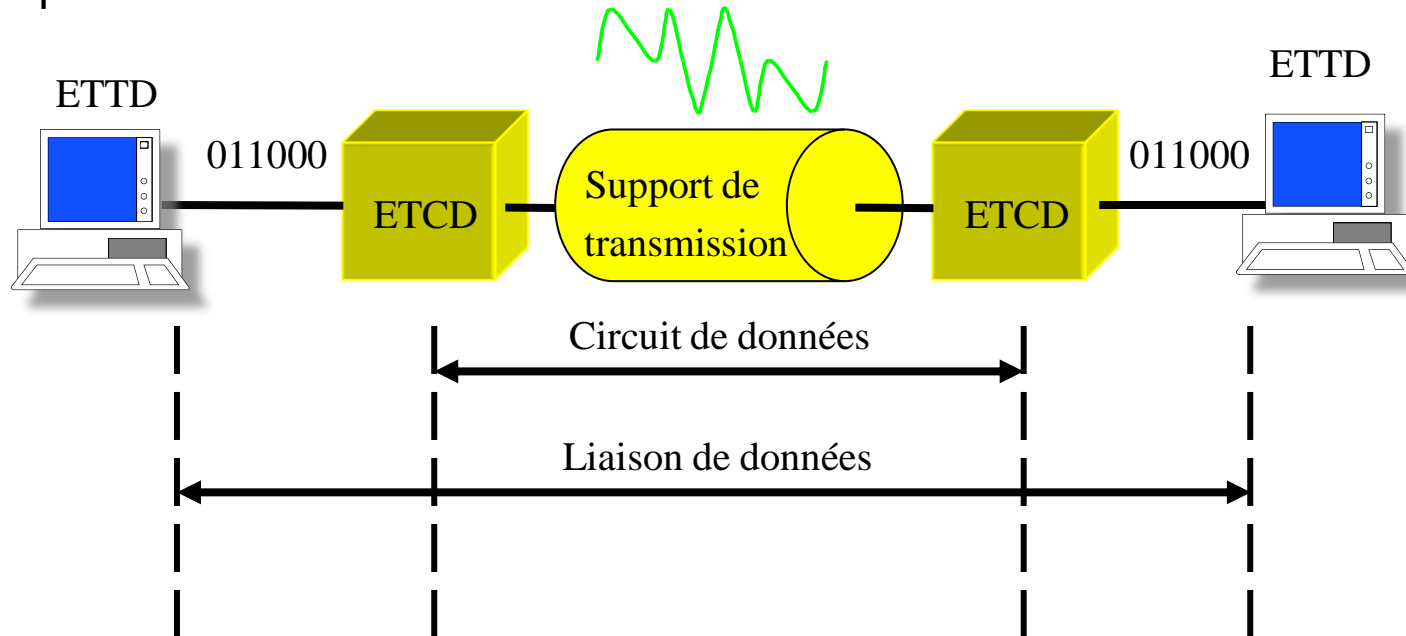 ETTD
ETTD
011000
011000
ETCD
Support de
transmission
ETCD
Circuit de données
Liaison de données